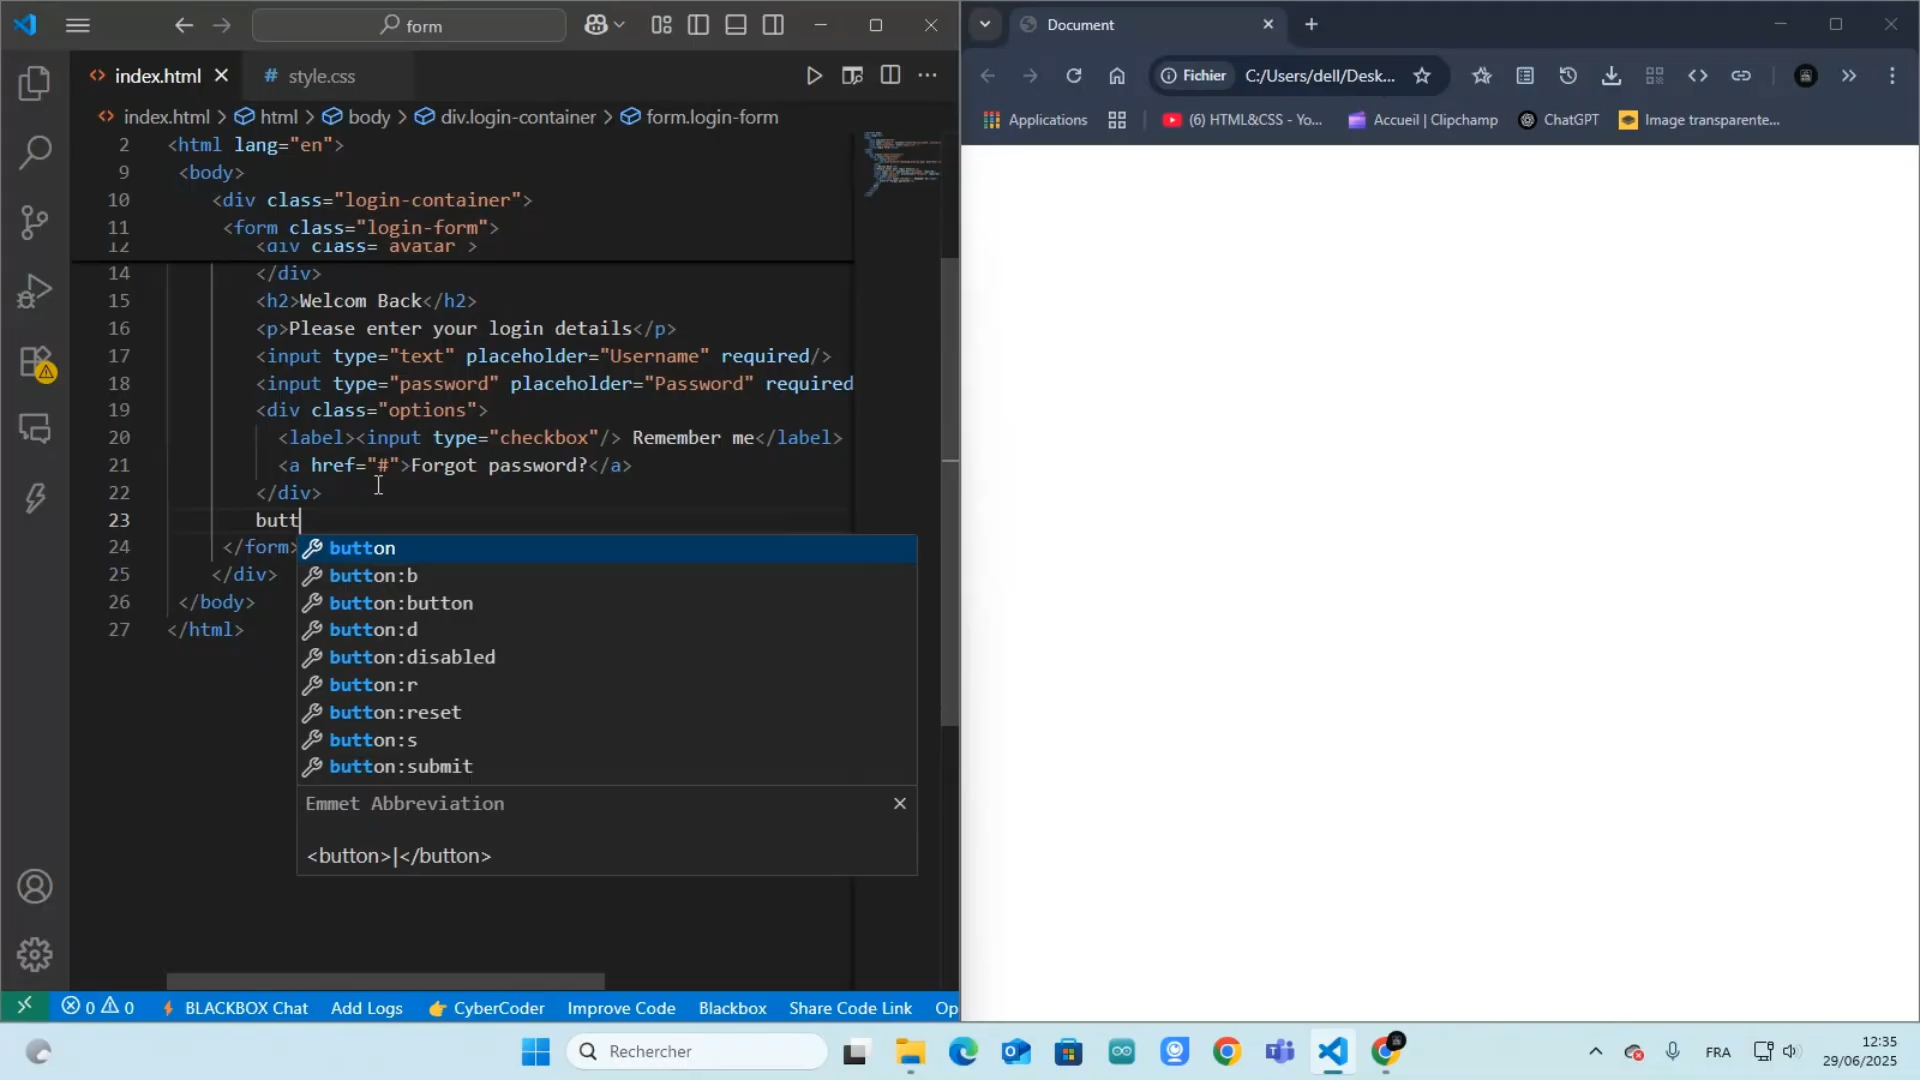 form
Document
index.html
# style.css
Fichier
C:/Users/dell/Desk...
index.html > html > body > div.login-container > form.login-form
Applications
(6) HTML&CSS - Yo...
Accueil | Clipchamp
ChatGPT
Image transparente...
2 <html lang="en">
9 <body>
10 <div class="login-container">
11 <form class="login-form">
12 <div class="avatar">
14 </div>
15 <h2>Welcom Back</h2>
16 <p>Please enter your login details</p>
17 <input type="text" placeholder="Username" required/>
18 <input type="password" placeholder="Password" required
19 <div class="options">
20 <label><input type="checkbox"/> Remember me</label>
21 <a href="#">Forgot password?</a>
22 </div>
23 butt
24 </form>
25 </div>
26 </body>
27 </html>
button
button:b
button:button
button:d
button:disabled
button:r
button:reset
button:s
button:submit
Emmet Abbreviation
<button>|</button>
0 0
BLACKBOX Chat
Add Logs
CyberCoder
Improve Code
Blackbox
Share Code Link
Op
Rechercher
FRA
12:35
29/06/2025